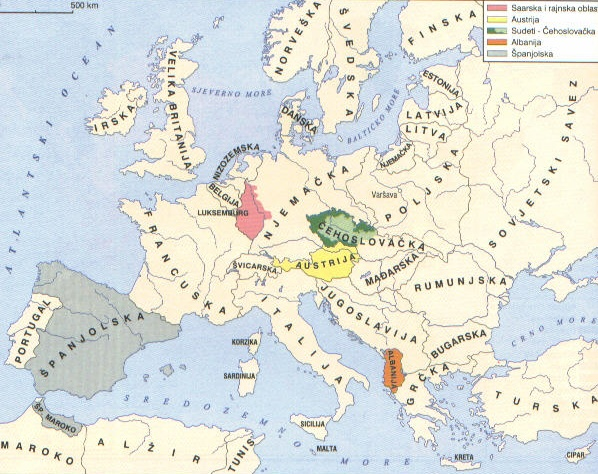 500 km
Saarska i rajnska oblast
Austrija
Sudeti - Čehoslovačka
Albanija
Španjolska
NORVEŠKA
ŠVEDSKA
FINSKA
ATLANTSKI OCEAN
SJEVERNO MORE
BALTIČKO MORE
ESTONIJA
LATVIJA
LITVA
IRSKA
VELIKA BRITANIJA
DANSKA
NJEMAČKA
SOVJETSKI SAVEZ
NIZOZEMSKA
BELGIJA
LUKSEMBURG
NJEMAČKA
Varšava
POLJSKA
ČEHOSLOVAČKA
FRANCUSKA
ŠVICARSKA
AUSTRIJA
MAĐARSKA
RUMUNJSKA
JUGOSLAVIJA
ITALIJA
PORTUGAL
ŠPANJOLSKA
KORZIKA
SARDINIJA
BUGARSKA
CRNO MORE
ALBANIJA
GRČKA
TURSKA
SREDOZEMNO MORE
SICILIJA
MALTA
KRETA
CIPAR
ŠP. MAROKO
MAROKO
ALŽIR
TUNIS